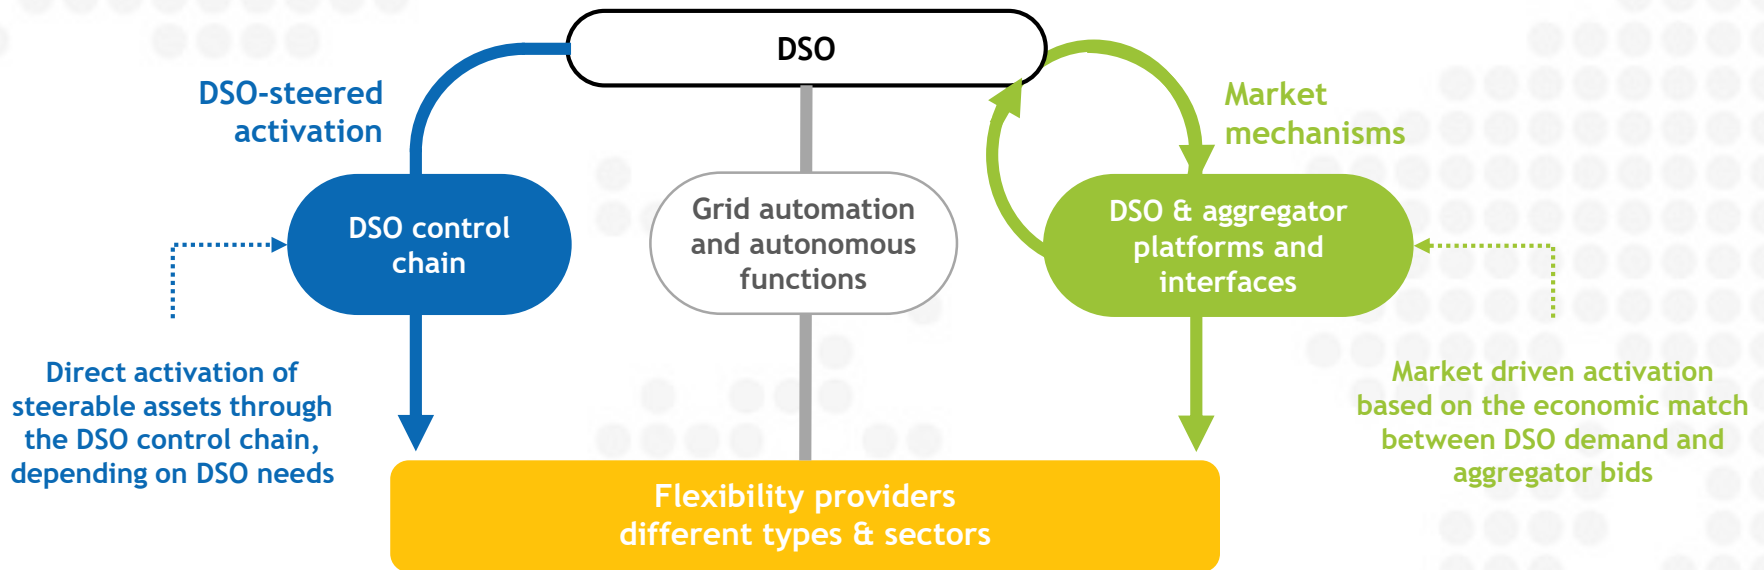 DSO
DSO-steered
activation
Market
mechanisms
DSO control
chain
Grid automation
and autonomous
functions
DSO & aggregator
platforms and
interfaces
Direct activation of
steerable assets through
the DSO control chain,
depending on DSO needs
Market driven activation
based on the economic match
between DSO demand and
aggregator bids
Flexibility providers
different types & sectors